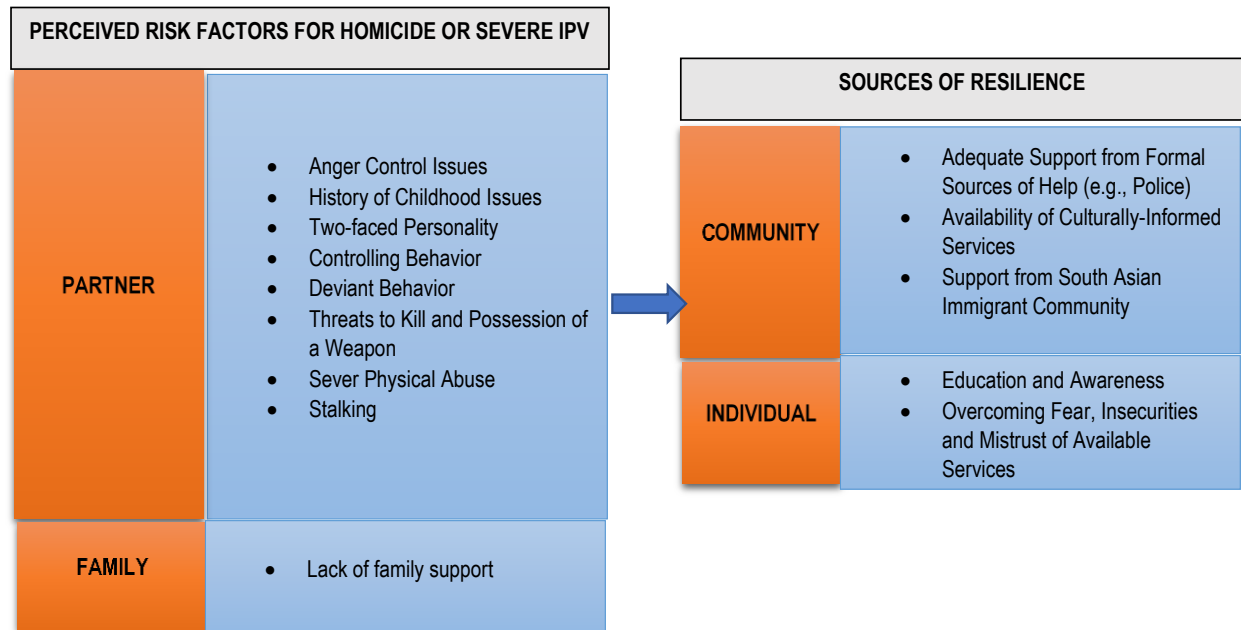 PERCEIVED RISK FACTORS FOR HOMICIDE OR SEVERE IPV
PARTNER
• Anger Control Issues
• History of Childhood Issues
• Two-faced Personality
• Controlling Behavior
• Deviant Behavior
• Threats to Kill and Possession of
a Weapon
• Sever Physical Abuse
• Stalking
FAMILY
• Lack of family support
SOURCES OF RESILIENCE
COMMUNITY
• Adequate Support from Formal
Sources of Help (e.g., Police)
• Availability of Culturally-Informed
Services
• Support from South Asian
Immigrant Community
INDIVIDUAL
• Education and Awareness
• Overcoming Fear, Insecurities
and Mistrust of Available
Services